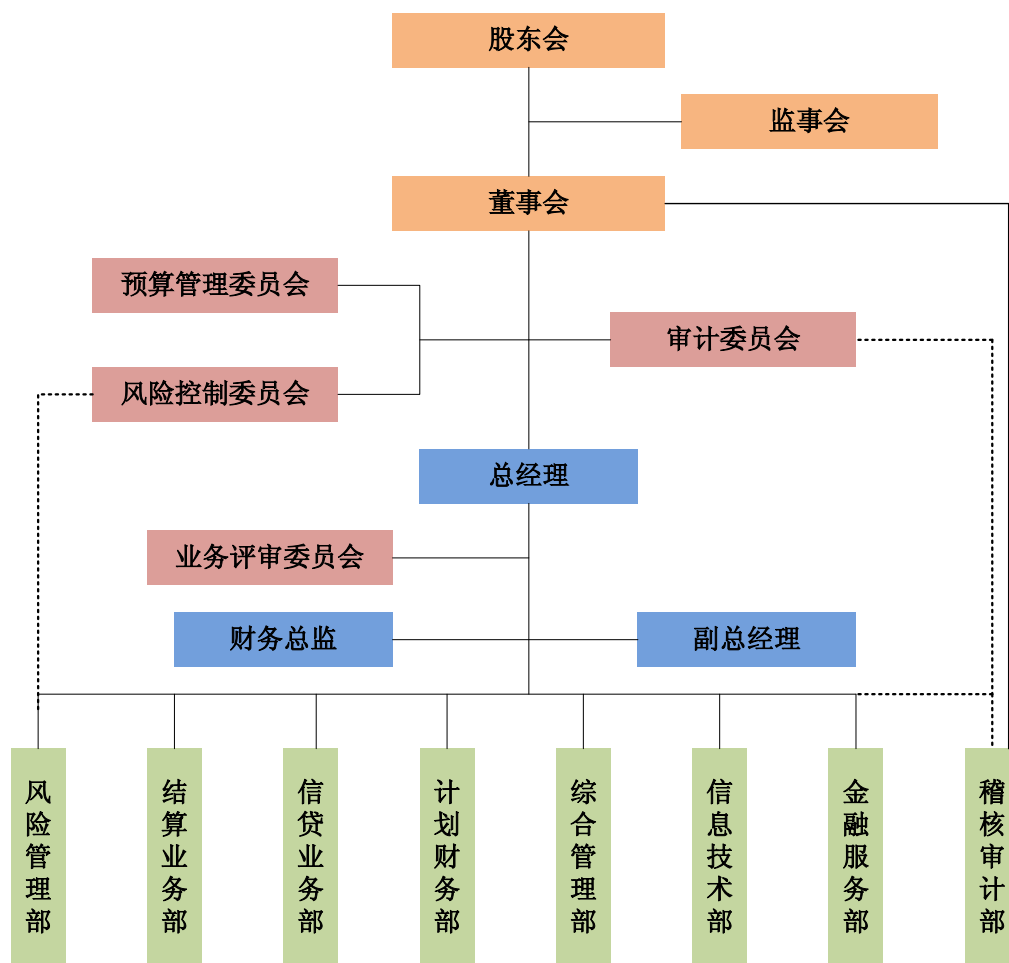 股东会
监事会
董事会
预算管理委员会
审计委员会
风险控制委员会
总经理
业务评审委员会
财务总监
副总经理
风险管理部
结算业务部
信贷业务部
计划财务部
综合管理部
信息技术部
金融服务部
稽核审计部